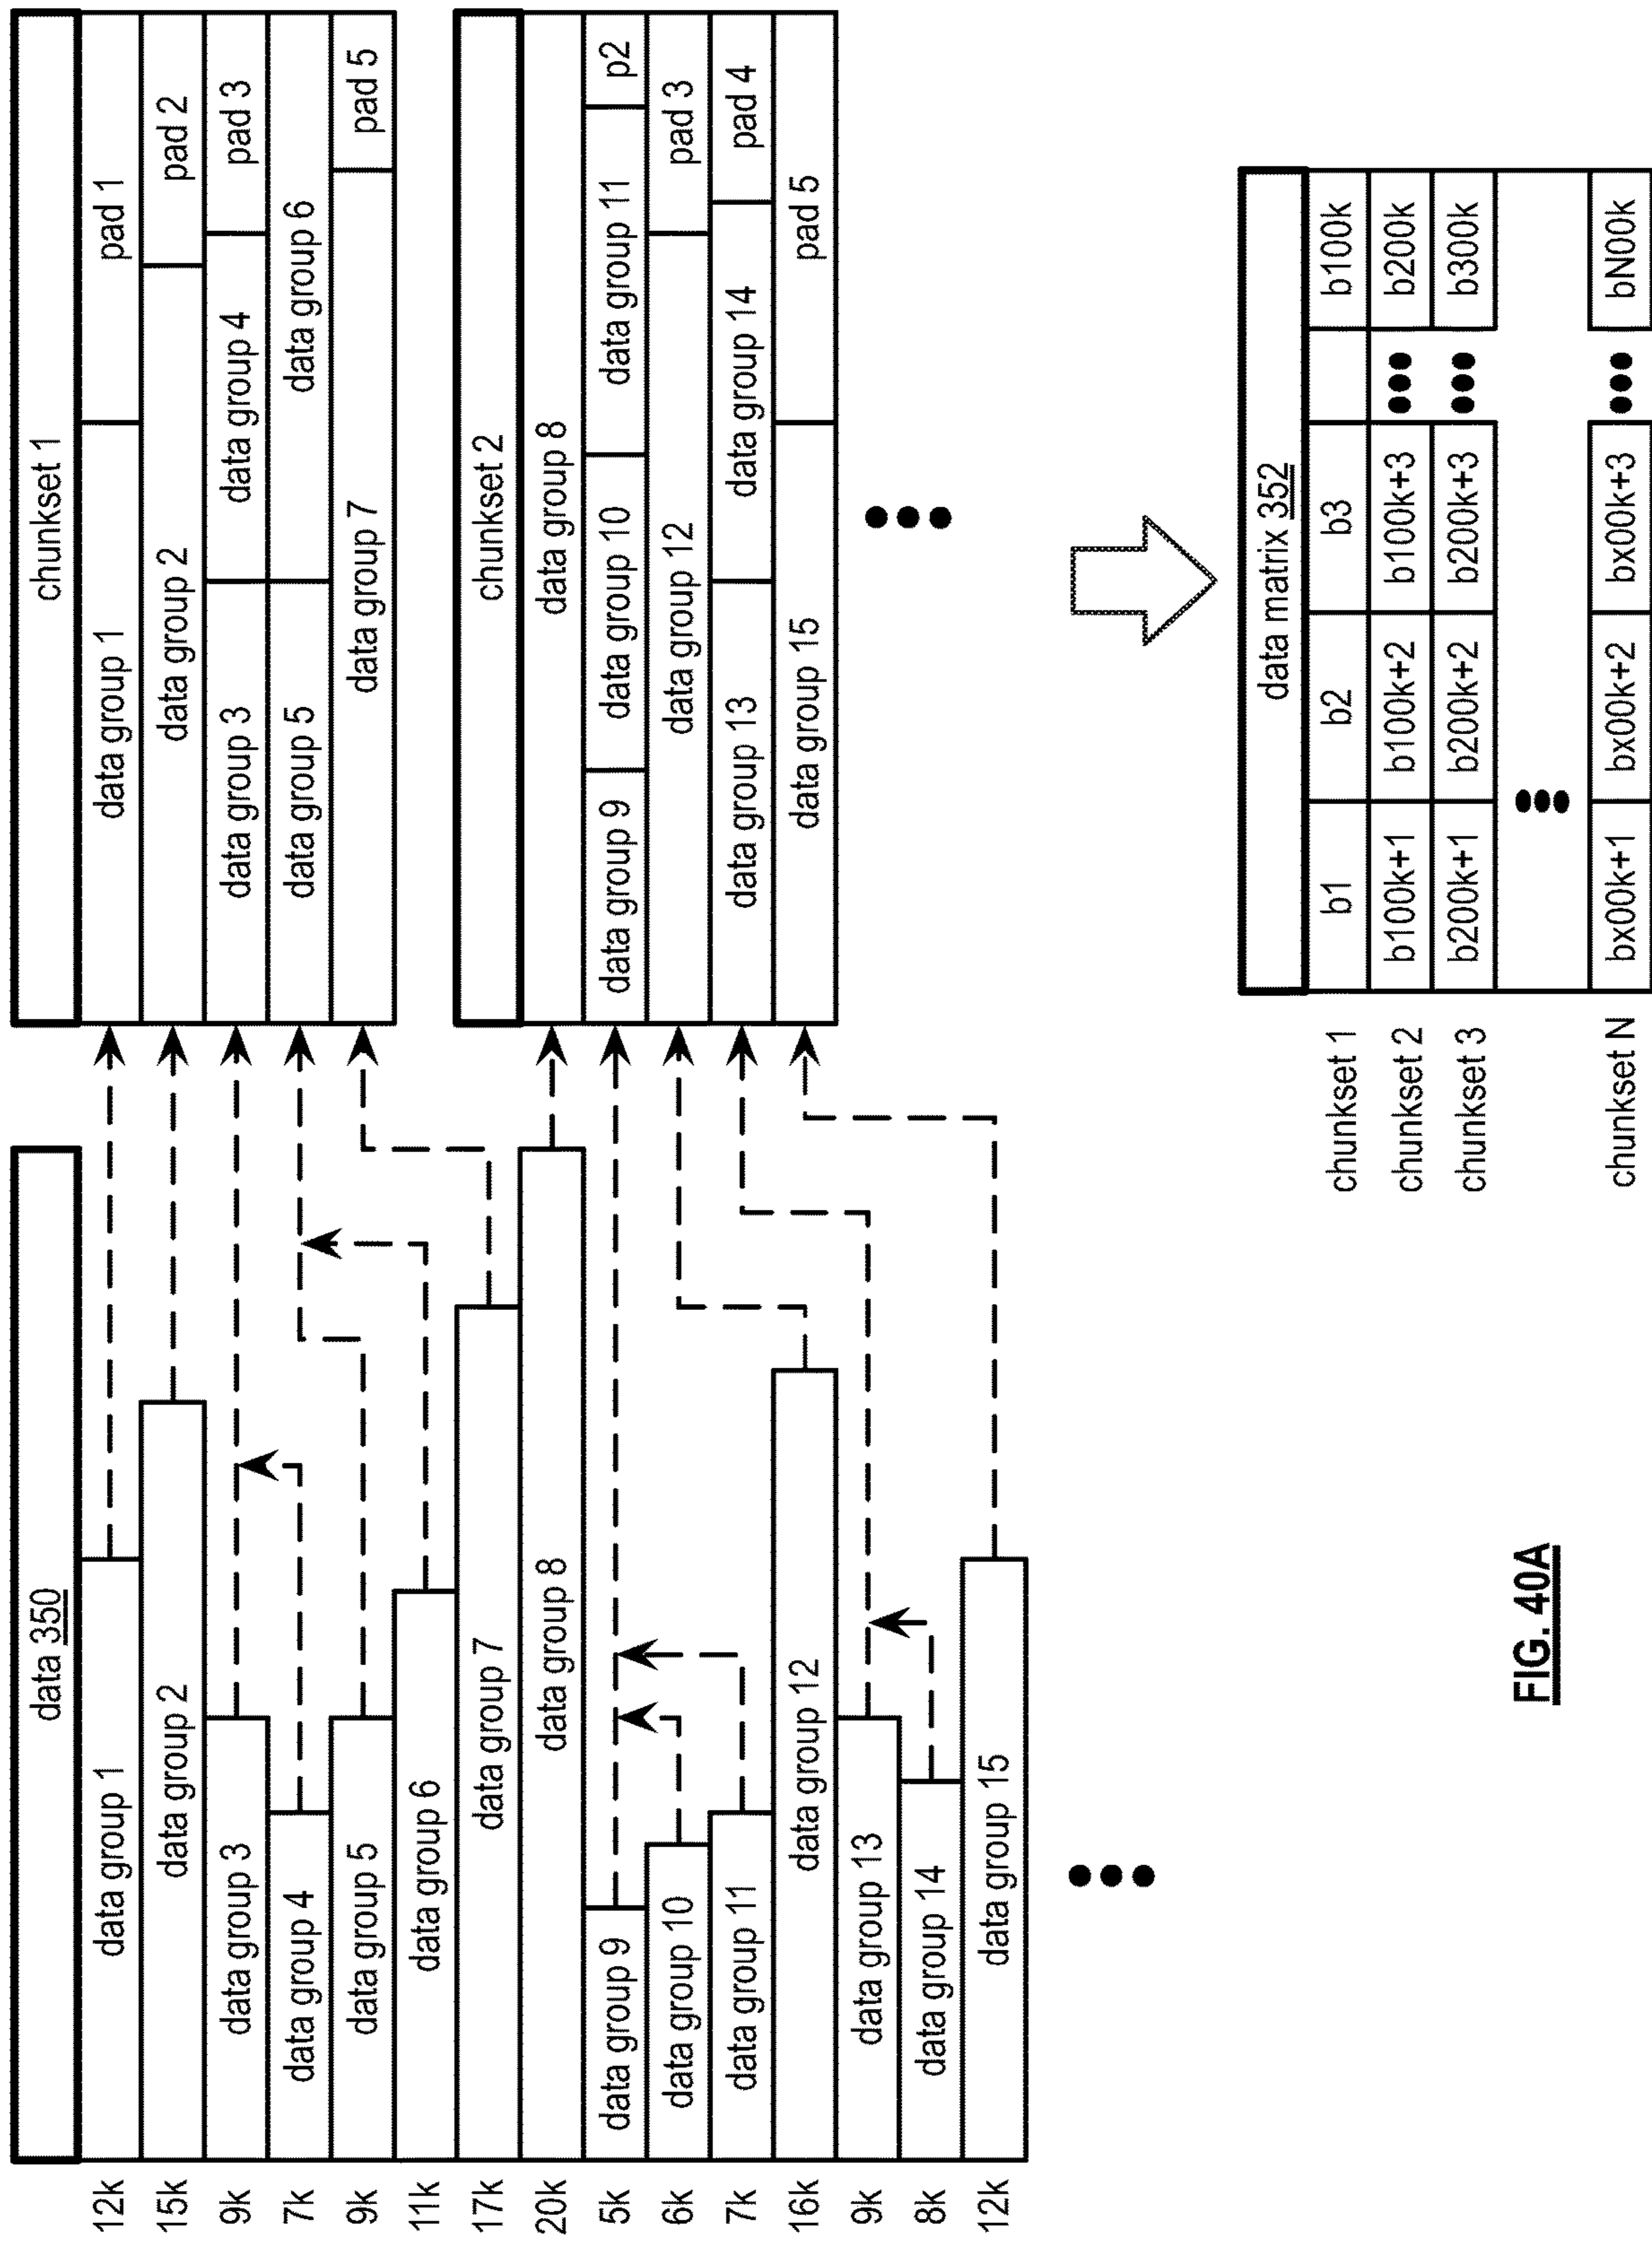 data 350
12k data group 1
15k data group 2
9k data group 3
7k data group 4
9k data group 5
11k data group 6
17k data group 7
20k data group 8
5k data group 9
6k data group 10
7k data group 11
16k data group 12
9k data group 13
8k data group 14
12k data group 15
chunkset 1
data group 1 pad 1
data group 2 pad 2
data group 3 data group 4 pad 3
data group 5 data group 6
data group 7 pad 5
chunkset 2
data group 8
data group 9 data group 10 data group 11 p2
data group 12 pad 3
data group 13 data group 14 pad 4
data group 15 pad 5
data matrix 352
chunkset 1 b1 b2 b3 b100k
chunkset 2 b100k+1 b100k+2 b100k+3 b200k
chunkset 3 b200k+1 b200k+2 b200k+3 b300k
chunkset N bx00k+1 bx00k+2 bx00k+3 bN00k
FIG. 40A